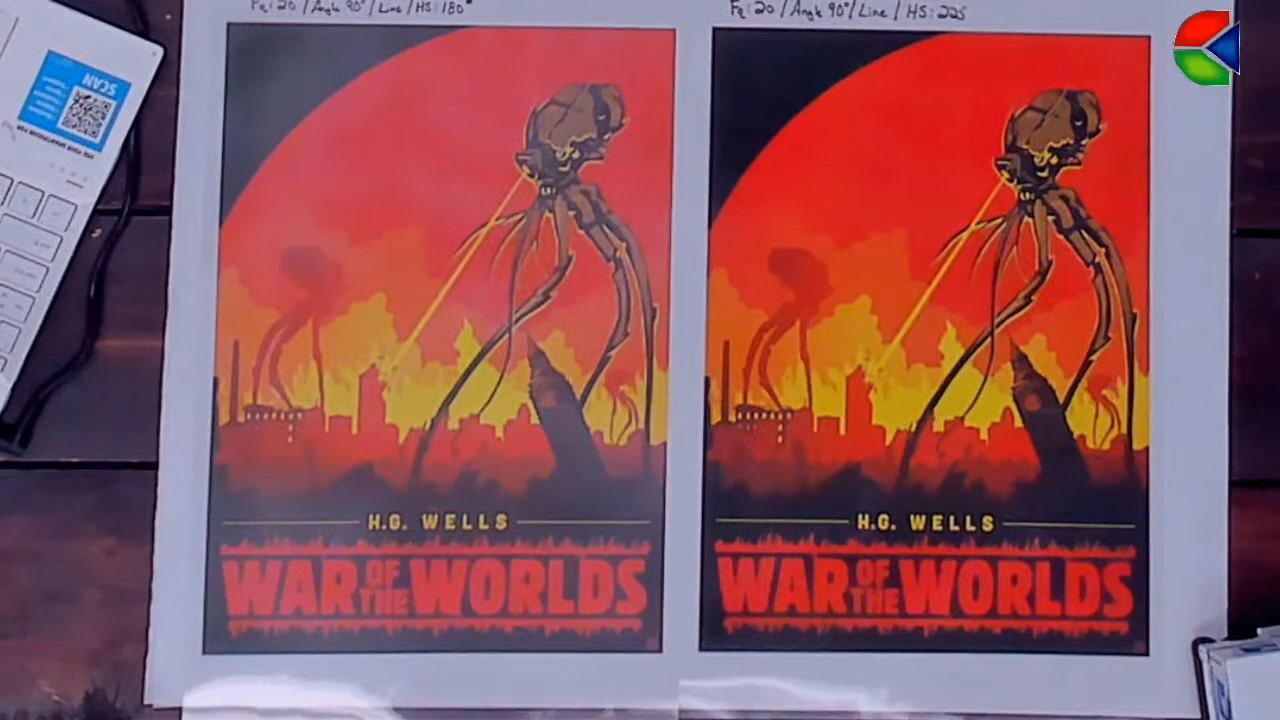 Fq: 20 / Angle 90° / Line / HS: 180°
Fq: 20 / Angle 90° / Line / HS: 225
SCAN
H.G. WELLS
WAR OF THE WORLDS
H.G. WELLS
WAR OF THE WORLDS